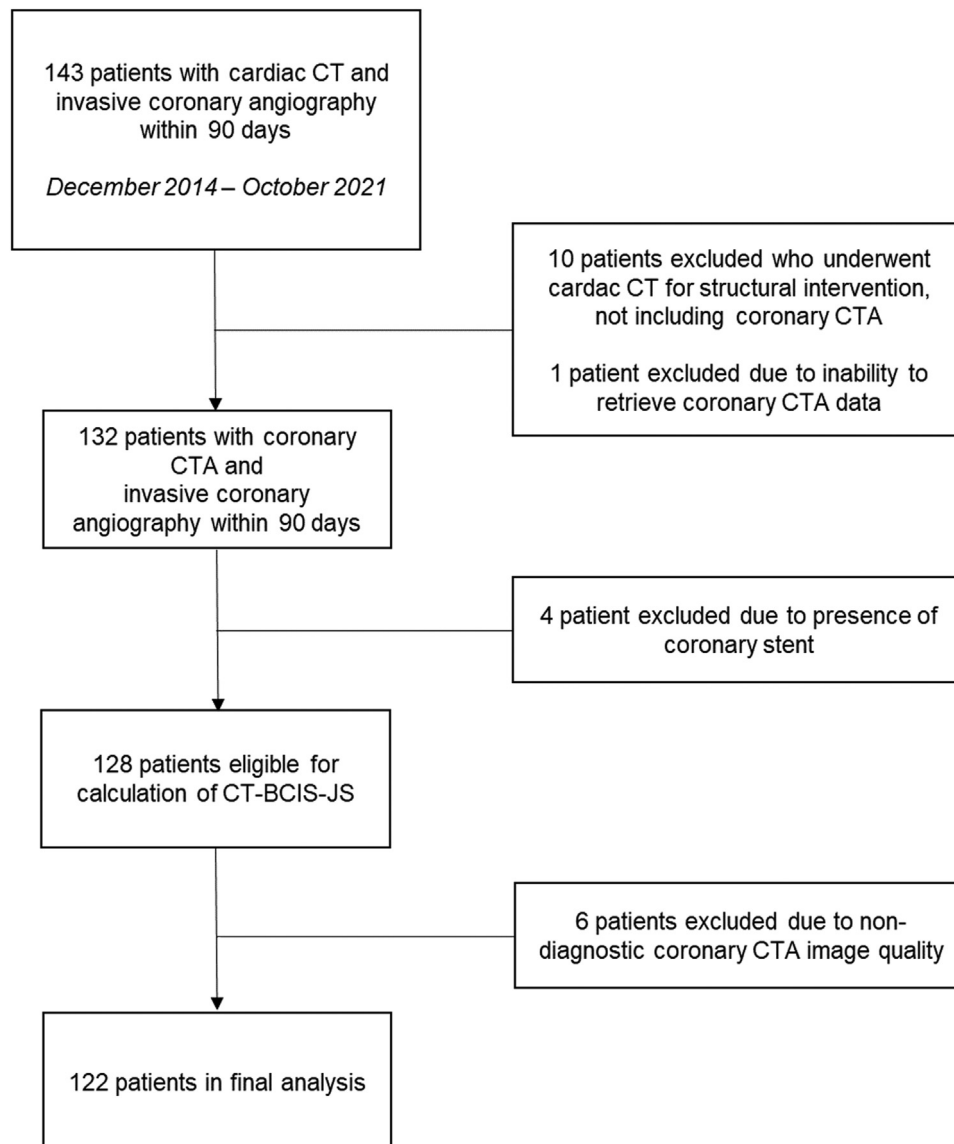 143 patients with cardiac CT and
invasive coronary angiography
within 90 days
December 2014 – October 2021
10 patients excluded who underwent
cardac CT for structural intervention,
not including coronary CTA
1 patient excluded due to inability to
retrieve coronary CTA data
132 patients with coronary
CTA and
invasive coronary
angiography within 90 days
4 patient excluded due to presence of
coronary stent
128 patients eligible for
calculation of CT-BCIS-JS
6 patients excluded due to non-
diagnostic coronary CTA image quality
122 patients in final analysis